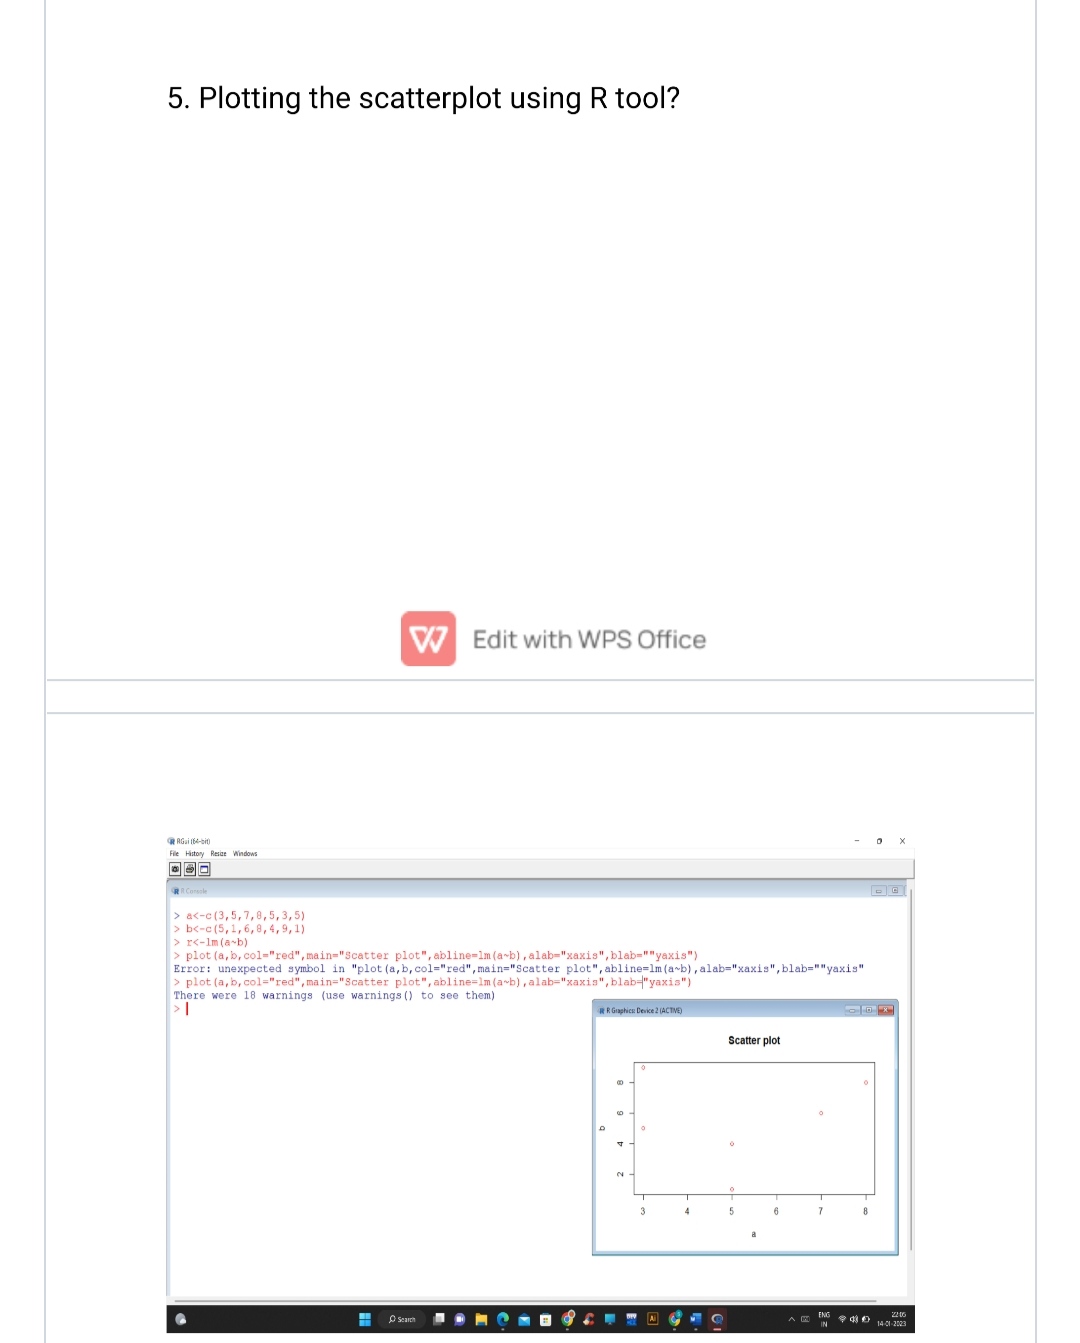 5. Plotting the scatterplot using R tool?
Edit with WPS Office
RGui (64-bit)
File History Resize Windows
R Console
> a<-c(3,5,7,8,5,3,5)
> b<-c(5,1,6,8,4,9,1)
> r<-lm(a~b)
> plot(a,b,col="red",main="Scatter plot",abline=lm(a~b),alab="xaxis",blab=""yaxis")
Error: unexpected symbol in "plot(a,b,col="red",main="Scatter plot",abline=lm(a~b),alab="xaxis",blab=""yaxis"
> plot(a,b,col="red",main="Scatter plot",abline=lm(a~b),alab="xaxis",blab="yaxis")
There were 18 warnings (use warnings() to see them)
>
R Graphics: Device 2 (ACTIVE)
Scatter plot
8
6
b
4
2
3 4 5 6 7 8
a
Search
Ai
ENG
IN
22:05
14-01-2023